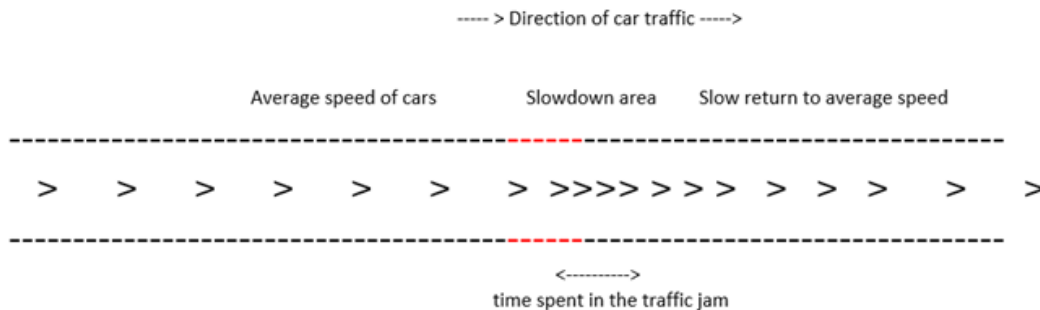 ----- > Direction of car traffic ----->
Average speed of cars Slowdown area Slow return to average speed
> > > > > > > >>>> > > > > > > > >
<---------->
time spent in the traffic jam